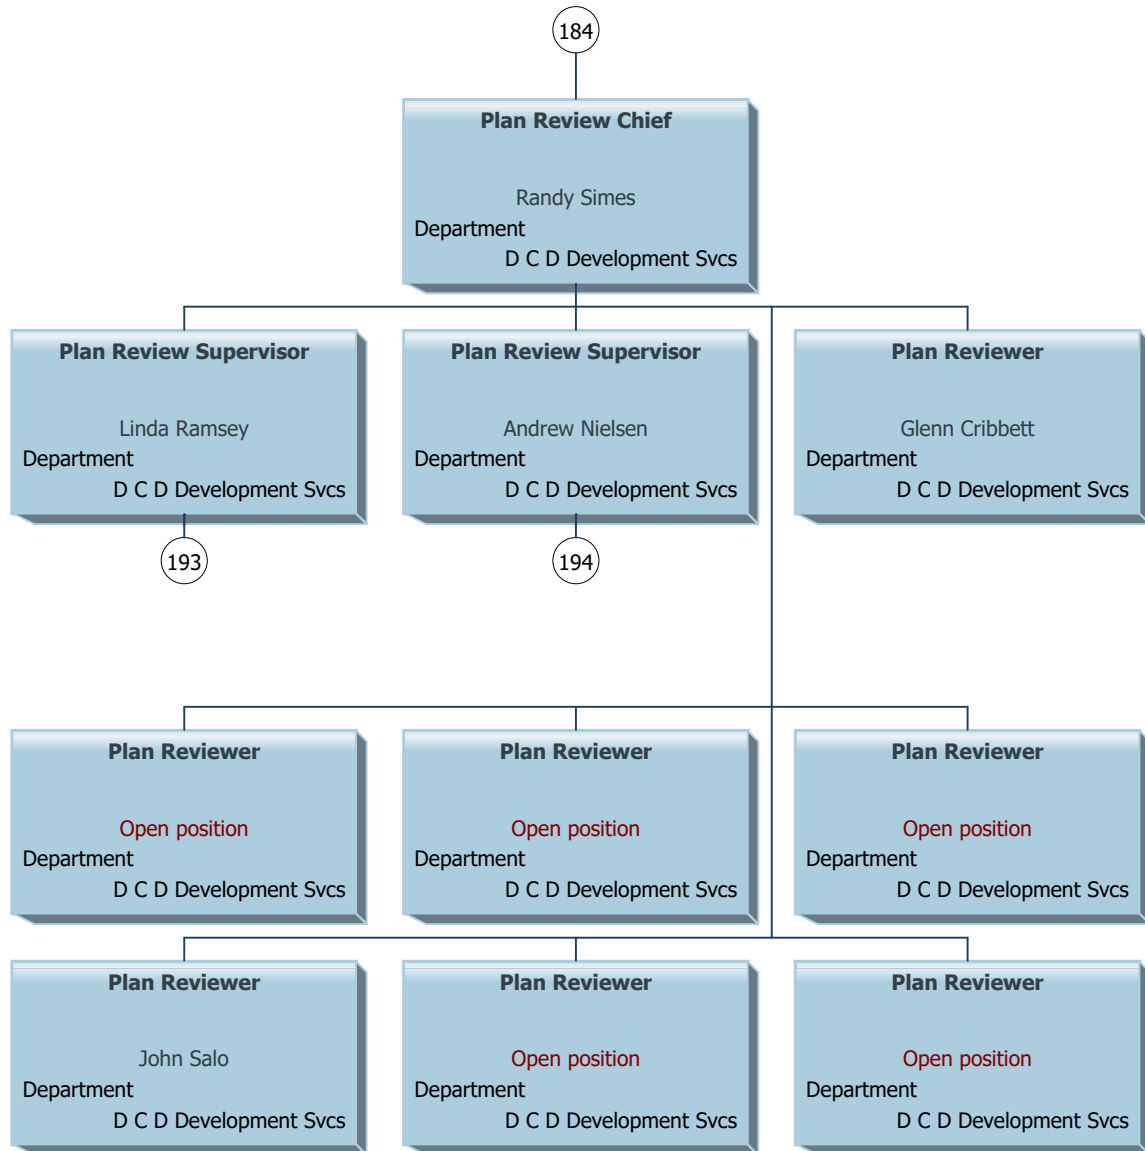 184
Plan Review Chief
Randy Simes
Department
D C D Development Svcs
Plan Review Supervisor
Linda Ramsey
Department
D C D Development Svcs
193
Plan Review Supervisor
Andrew Nielsen
Department
D C D Development Svcs
194
Plan Reviewer
Glenn Cribbett
Department
D C D Development Svcs
Plan Reviewer
Open position
Department
D C D Development Svcs
Plan Reviewer
Open position
Department
D C D Development Svcs
Plan Reviewer
Open position
Department
D C D Development Svcs
Plan Reviewer
John Salo
Department
D C D Development Svcs
Plan Reviewer
Open position
Department
D C D Development Svcs
Plan Reviewer
Open position
Department
D C D Development Svcs